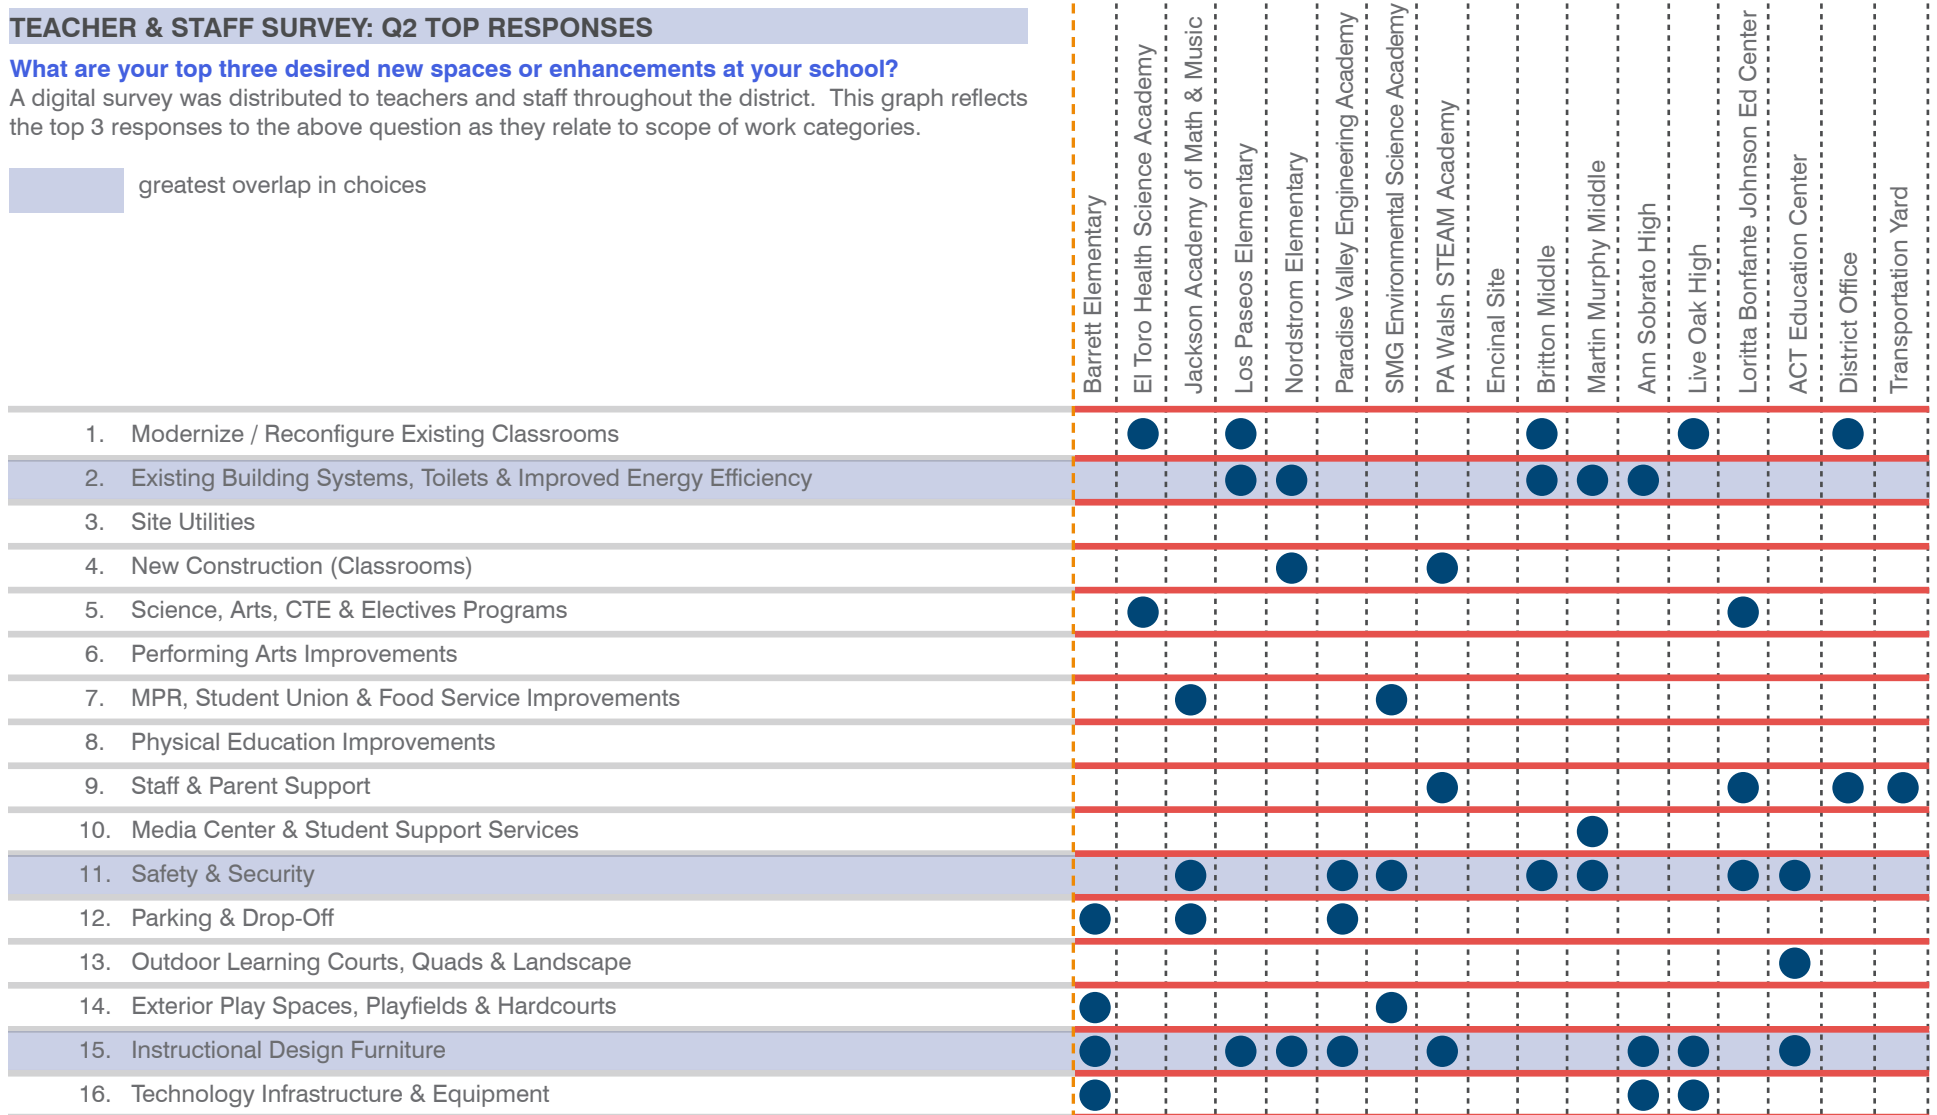 TEACHER & STAFF SURVEY: Q2 TOP RESPONSES
What are your top three desired new spaces or enhancements at your school?
A digital survey was distributed to teachers and staff throughout the district.  This graph reflects
the top 3 responses to the above question as they relate to scope of work categories.
greatest overlap in choices
Barrett Elementary
El Toro Health Science Academy
Jackson Academy of Math & Music
Los Paseos Elementary
Nordstrom Elementary
Paradise Valley Engineering Academy
SMG Environmental Science Academy
PA Walsh STEAM Academy
Encinal Site
Britton Middle
Martin Murphy Middle
Ann Sobrato High
Live Oak High
Loritta Bonfante Johnson Ed Center
ACT Education Center
District Office
Transportation Yard
1. Modernize / Reconfigure Existing Classrooms
2. Existing Building Systems, Toilets & Improved Energy Efficiency
3. Site Utilities
4. New Construction (Classrooms)
5. Science, Arts, CTE & Electives Programs
6. Performing Arts Improvements
7. MPR, Student Union & Food Service Improvements
8. Physical Education Improvements
9. Staff & Parent Support
10. Media Center & Student Support Services
11. Safety & Security
12. Parking & Drop-Off
13. Outdoor Learning Courts, Quads & Landscape
14. Exterior Play Spaces, Playfields & Hardcourts
15. Instructional Design Furniture
16. Technology Infrastructure & Equipment